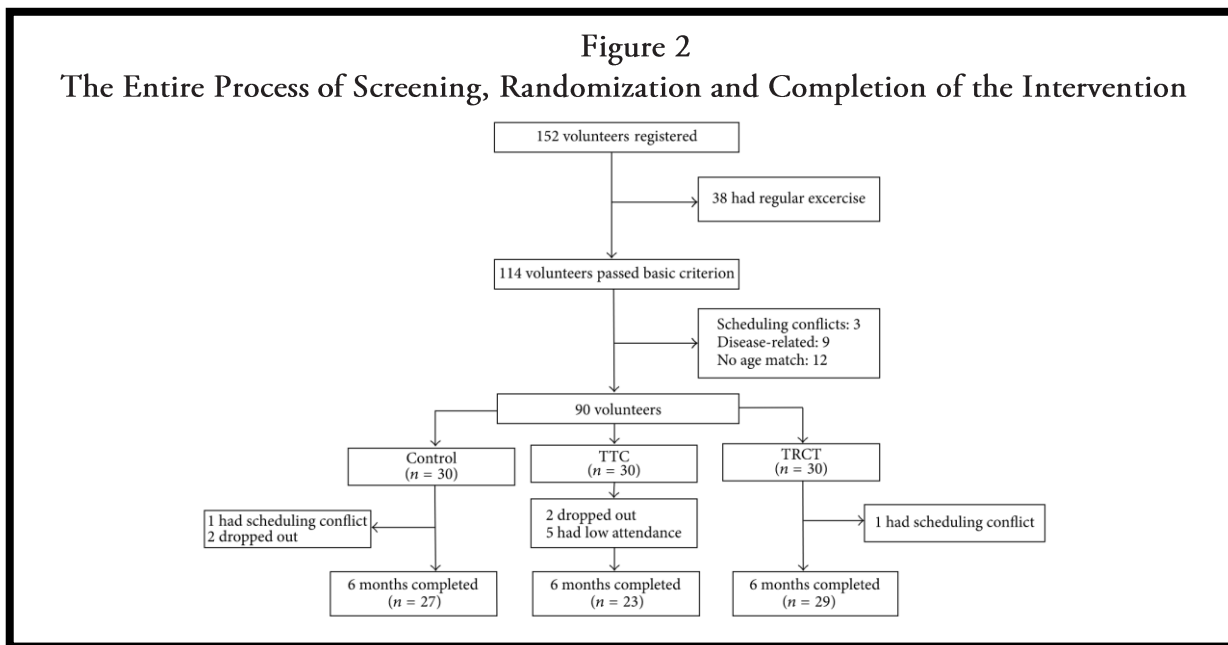 Figure 2
The Entire Process of Screening, Randomization and Completion of the Intervention
152 volunteers registered
38 had regular excercise
114 volunteers passed basic criterion
Scheduling conflicts: 3
Disease-related: 9
No age match: 12
90 volunteers
Control
(n = 30)
TTC
(n = 30)
TRCT
(n = 30)
1 had scheduling conflict
2 dropped out
2 dropped out
5 had low attendance
1 had scheduling conflict
6 months completed
(n = 27)
6 months completed
(n = 23)
6 months completed
(n = 29)